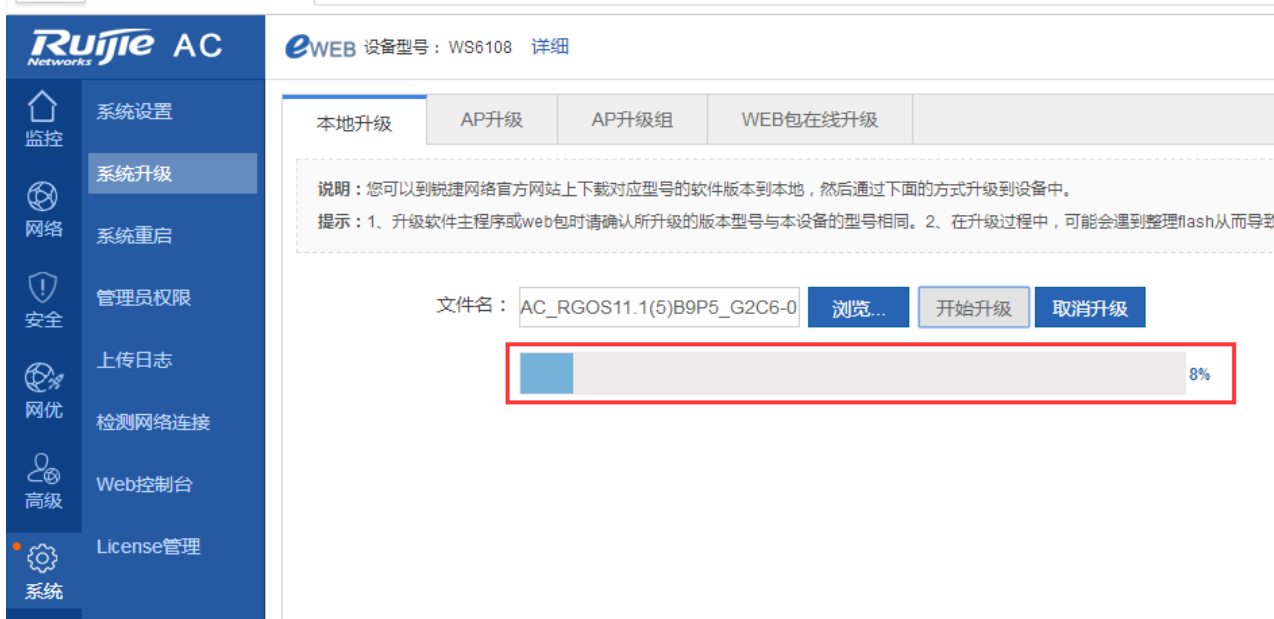 Ruijie Networks AC
eWEB 设备型号：WS6108 详细
监控
网络
安全
网优
高级
系统
系统设置
系统升级
系统重启
管理员权限
上传日志
检测网络连接
Web控制台
License管理
本地升级 AP升级 AP升级组 WEB包在线升级
说明：您可以到锐捷网络官方网站上下载对应型号的软件版本到本地，然后通过下面的方式升级到设备中。
提示：1、升级软件主程序或web包时请确认所升级的版本型号与本设备的型号相同。2、在升级过程中，可能会遇到整理flash从而导致
文件名： AC_RGOS11.1(5)B9P5_G2C6-0 浏览... 开始升级 取消升级
8%